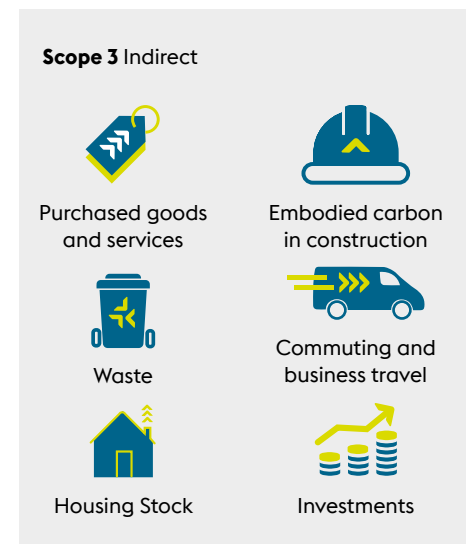 Scope 3 Indirect
Purchased goods
and services
Embodied carbon
in construction
Waste
Commuting and
business travel
Housing Stock
Investments